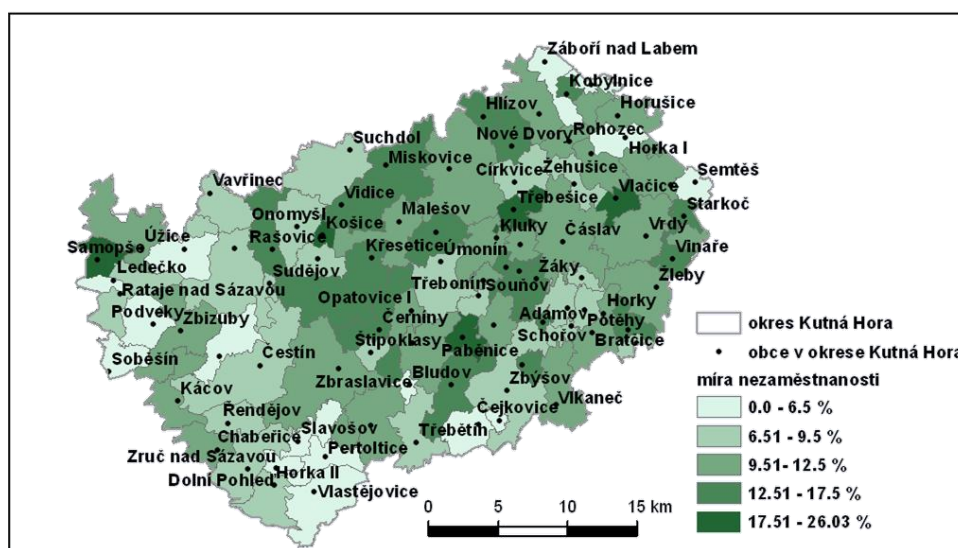 Záboří nad Labem
Kobylnice
Hlízov
Horušice
Nové Dvory
Rohozec
Suchdol
Horka I
Miskovice
Církvice
Žehušice
Semtěš
Vavřinec
Vidice
Třebešice
Vlačice
Onomyšl
Košice
Malešov
Starkoč
Kluky
Čáslav
Vrdy
Samopše
Úžice
Rašovice
Křesetice
Úmonín
Vinaře
Ledečko
Sudějov
Žáky
Žleby
Rataje nad Sázavou
Třebonín
Souňov
Opatovice I
Horky
Podveky
Zbizuby
Černíny
Adamov
Potěhy
okres Kutná Hora
Štipoklasy
Schořov
Bratčice
Soběšín
Čestín
Paběnice
obce v okrese Kutná Hora
Zbraslavice
Bludov
Zbýšov
míra nezaměstnanosti
Kácov
Vlkaneč
0.0 - 6.5 %
Řendějov
Čejkovice
Slavošov
Třebětín
6.51 - 9.5 %
Chabeřice
Pertoltice
Zruč nad Sázavou
9.51 - 12.5 %
Horka II
Dolní Pohleď
Vlastějovice
12.51 - 17.5 %
0 5 10 15 km
17.51 - 26.03 %